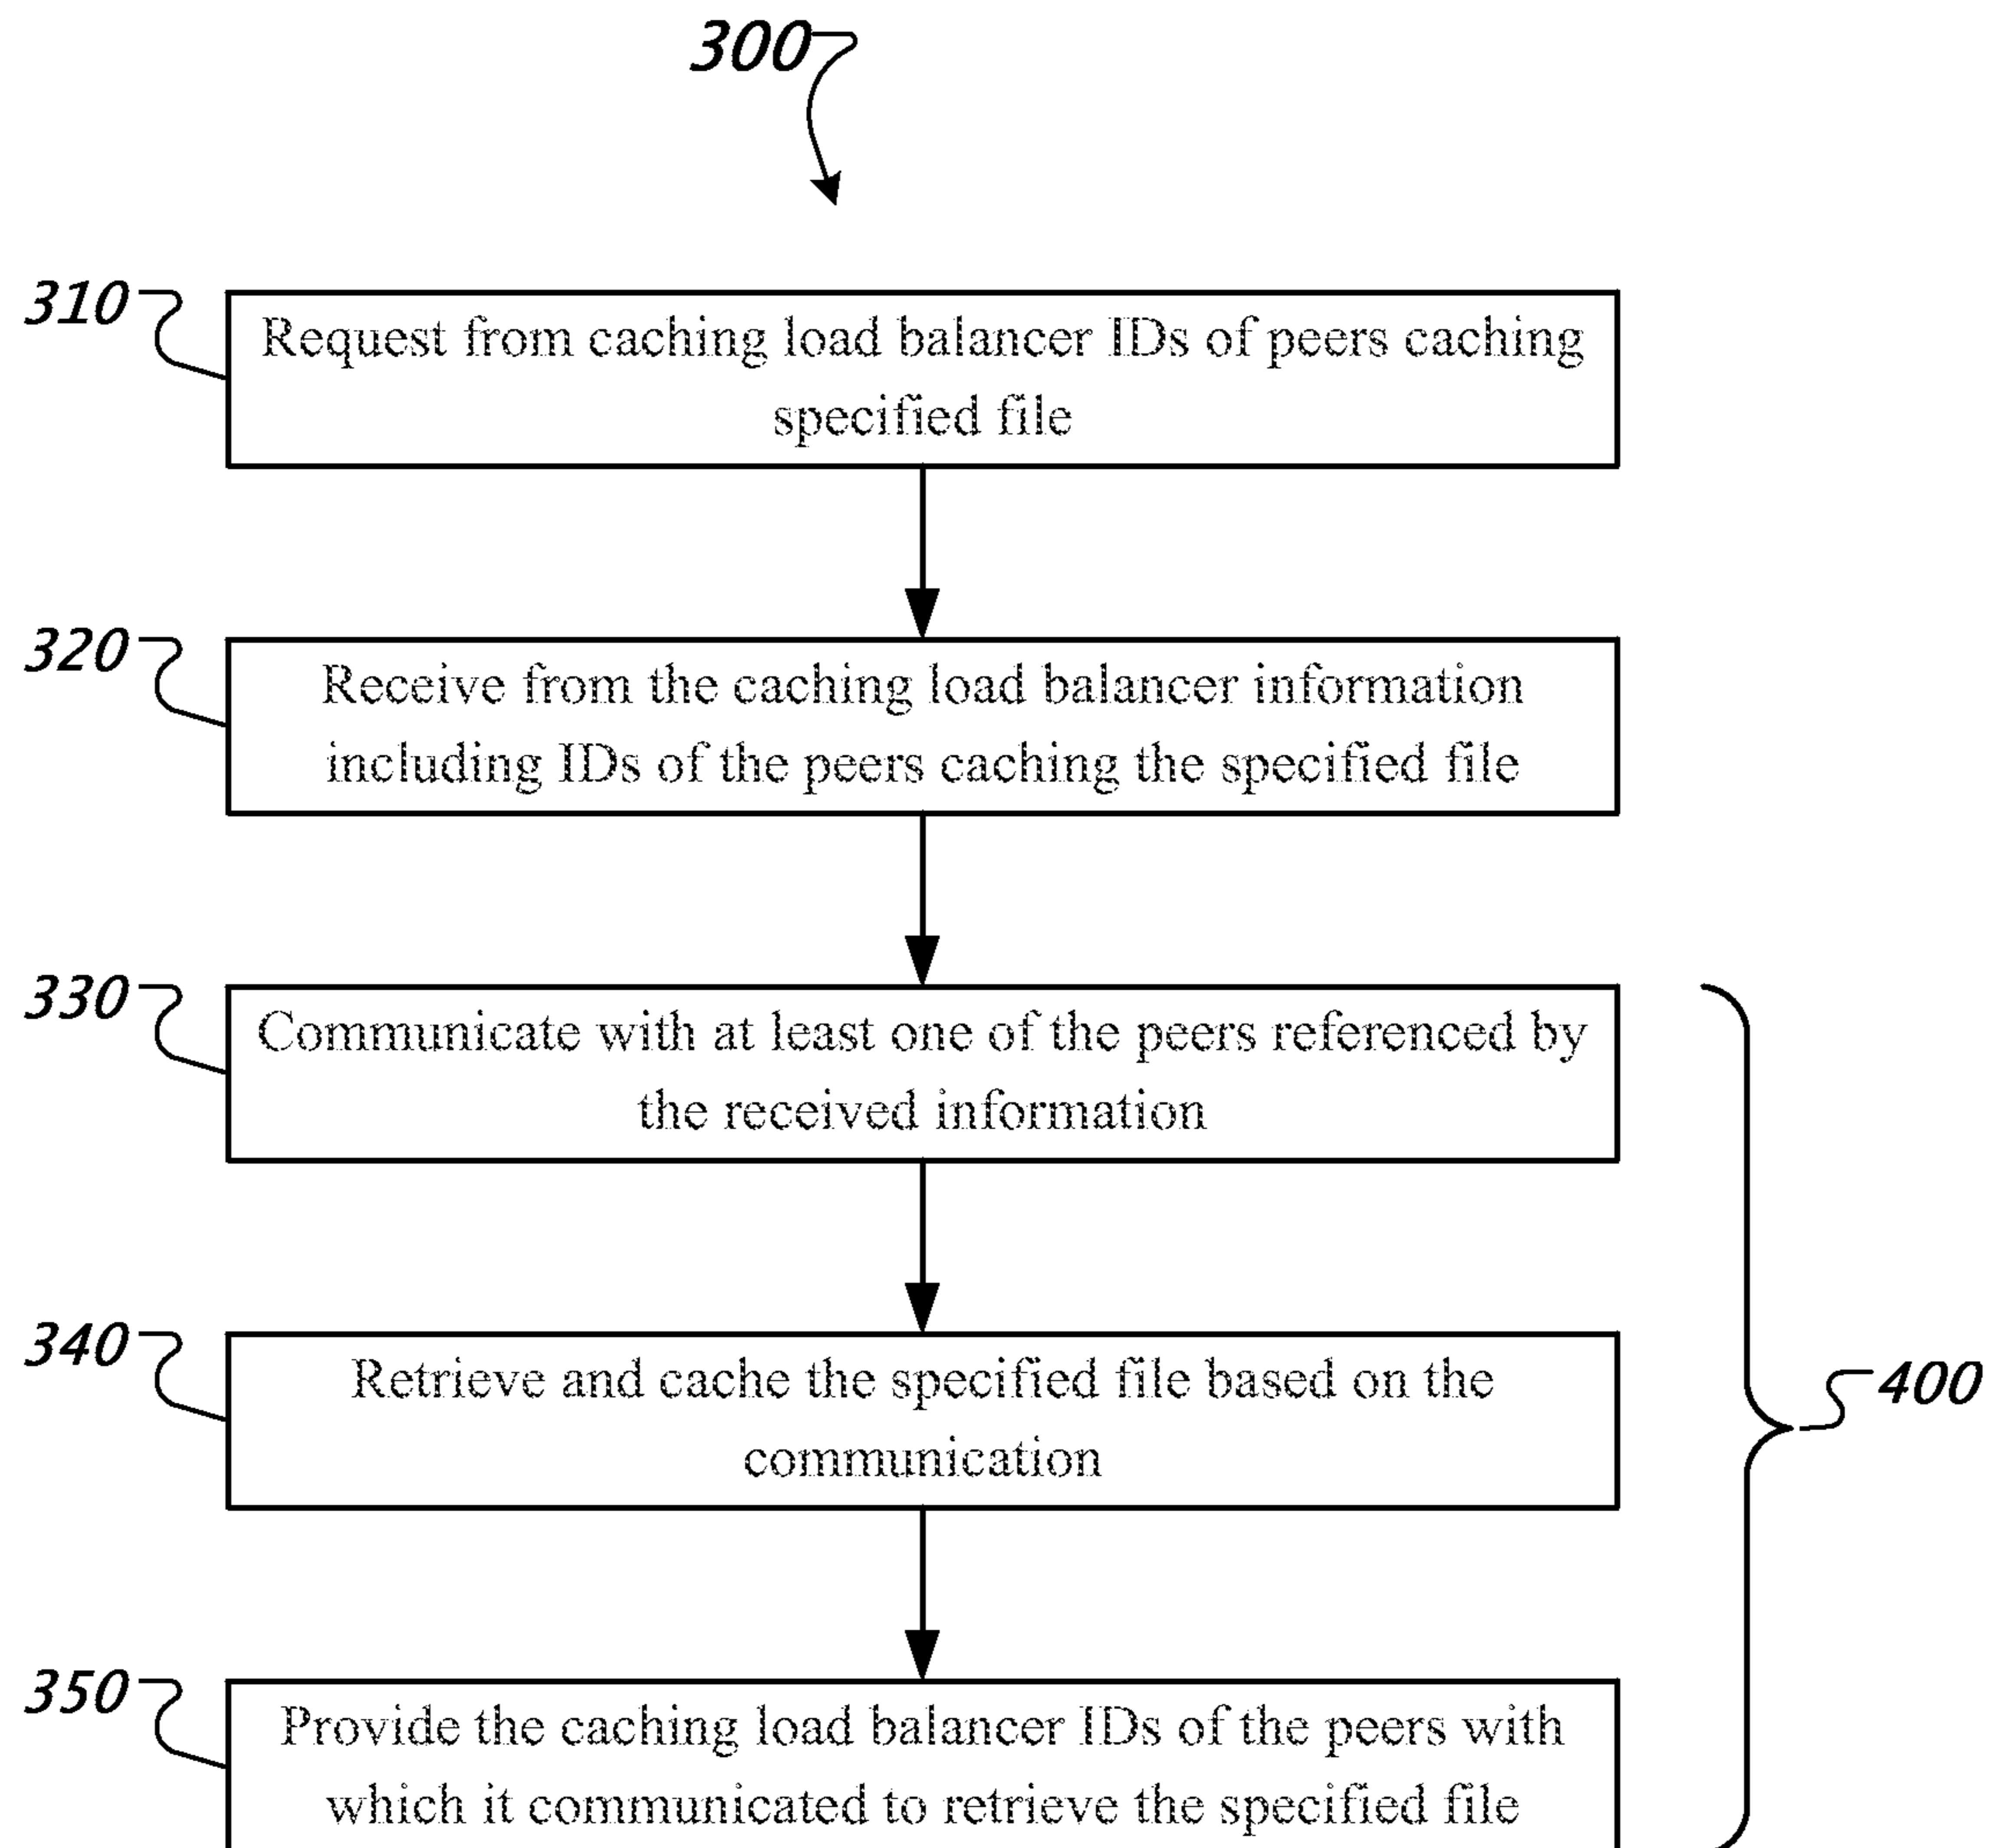 300
310
Request from caching load balancer IDs of peers caching
specified file
320
Receive from the caching load balancer information
including IDs of the peers caching the specified file
330
Communicate with at least one of the peers referenced by
the received information
340
Retrieve and cache the specified file based on the
communication
400
350
Provide the caching load balancer IDs of the peers with
which it communicated to retrieve the specified file